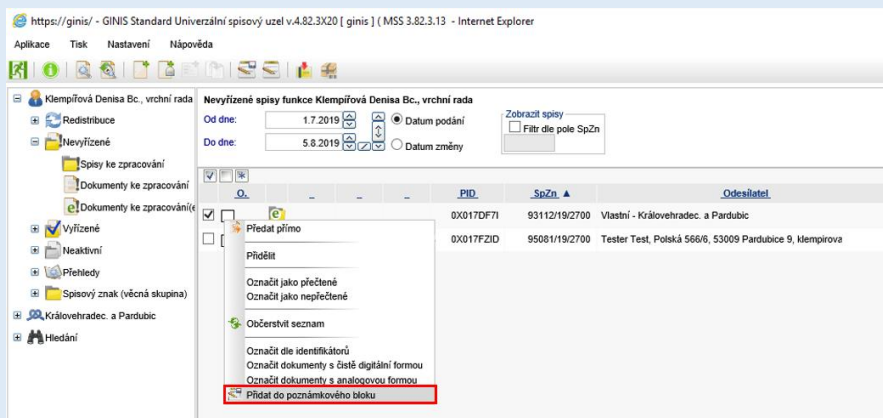 https://ginis/ - GINIS Standard Univerzální spisový uzel v.4.82.3X20 [ ginis ] ( MSS 3.82.3.13 - Internet Explorer
Aplikace Tisk Nastavení Nápověda
Klempířová Denisa Bc., vrchní rada
Redistribuce
Nevyřízené
Spisy ke zpracování
Dokumenty ke zpracování
Dokumenty ke zpracování(e
Vyřízené
Neaktivní
Přehledy
Spisový znak (věcná skupina)
Královehradec. a Pardubic
Hledání
Nevyřízené spisy funkce Klempířová Denisa Bc., vrchní rada
Od dne: 1.7.2019 Datum podání
Do dne: 5.8.2019 Datum změny
Zobrazit spisy
Filtr dle pole SpZn
O. PID SpZn ▲ Odesílatel
0X017DF7I 93112/19/2700 Vlastní - Královehradec. a Pardubic
0X017FZID 95081/19/2700 Tester Test, Polská 566/6, 53009 Pardubice 9, klempirova
Předat přímo
Přidělit
Označit jako přečtené
Označit jako nepřečtené
Občerstvit seznam
Označit dle identifikátorů
Označit dokumenty s čistě digitální formou
Označit dokumenty s analogovou formou
Přidat do poznámkového bloku